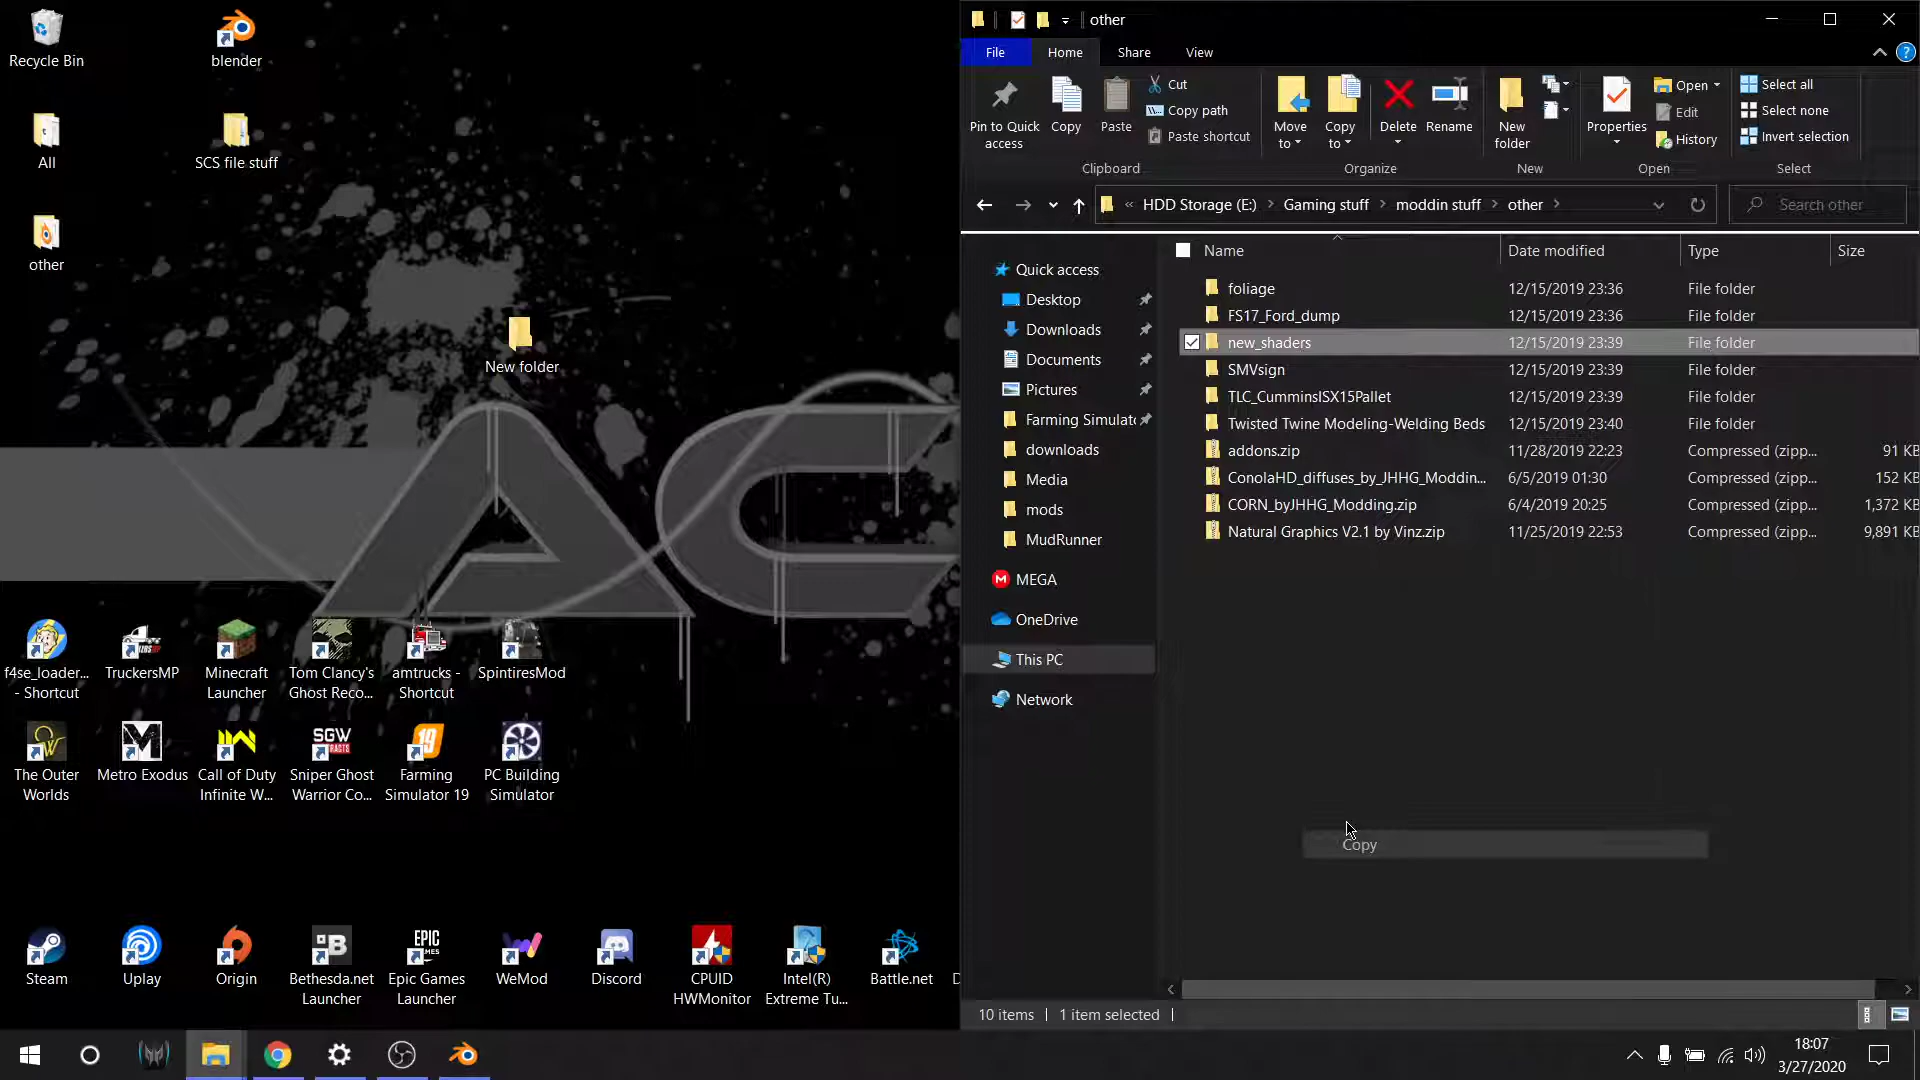 Recycle Bin
blender
All
SCS file stuff
other
New folder
AC
f4se_loader...
- Shortcut
TruckersMP
Minecraft
Launcher
Tom Clancy's
Ghost Reco...
amtrucks -
Shortcut
SpintiresMod
The Outer
Worlds
Metro Exodus
Call of Duty
Infinite W...
SGW
Sniper Ghost
Warrior Co...
19
Farming
Simulator 19
PC Building
Simulator
Steam
Uplay
Origin
B
Bethesda.net
Launcher
EPIC
GAMES
Epic Games
Launcher
WeMod
Discord
CPUID
HWMonitor
Intel(R)
Extreme Tu...
Battle.net
D
other
File
Home
Share
View
Pin to Quick
access
Copy
Paste
Cut
Copy path
Paste shortcut
Clipboard
Move
to
Copy
to
Delete
Rename
Organize
New
folder
New
Properties
Open
Edit
History
Open
Select all
Select none
Invert selection
Select
« HDD Storage (E:) > Gaming stuff > moddin stuff > other >
Search other
Name Date modified Type Size
Quick access
Desktop
Downloads
Documents
Pictures
Farming Simulato
downloads
Media
mods
MudRunner
MEGA
OneDrive
This PC
Network
foliage 12/15/2019 23:36 File folder
FS17_Ford_dump 12/15/2019 23:36 File folder
new_shaders 12/15/2019 23:39 File folder
SMVsign 12/15/2019 23:39 File folder
TLC_CumminsISX15Pallet 12/15/2019 23:39 File folder
Twisted Twine Modeling-Welding Beds 12/15/2019 23:40 File folder
addons.zip 11/28/2019 22:23 Compressed (zipp... 91 KB
ConolaHD_diffuses_by_JHHG_Moddin... 6/5/2019 01:30 Compressed (zipp... 152 KB
CORN_byJHHG_Modding.zip 6/4/2019 20:25 Compressed (zipp... 1,372 KB
Natural Graphics V2.1 by Vinz.zip 11/25/2019 22:53 Compressed (zipp... 9,891 KB
Copy
10 items | 1 item selected |
18:07
3/27/2020